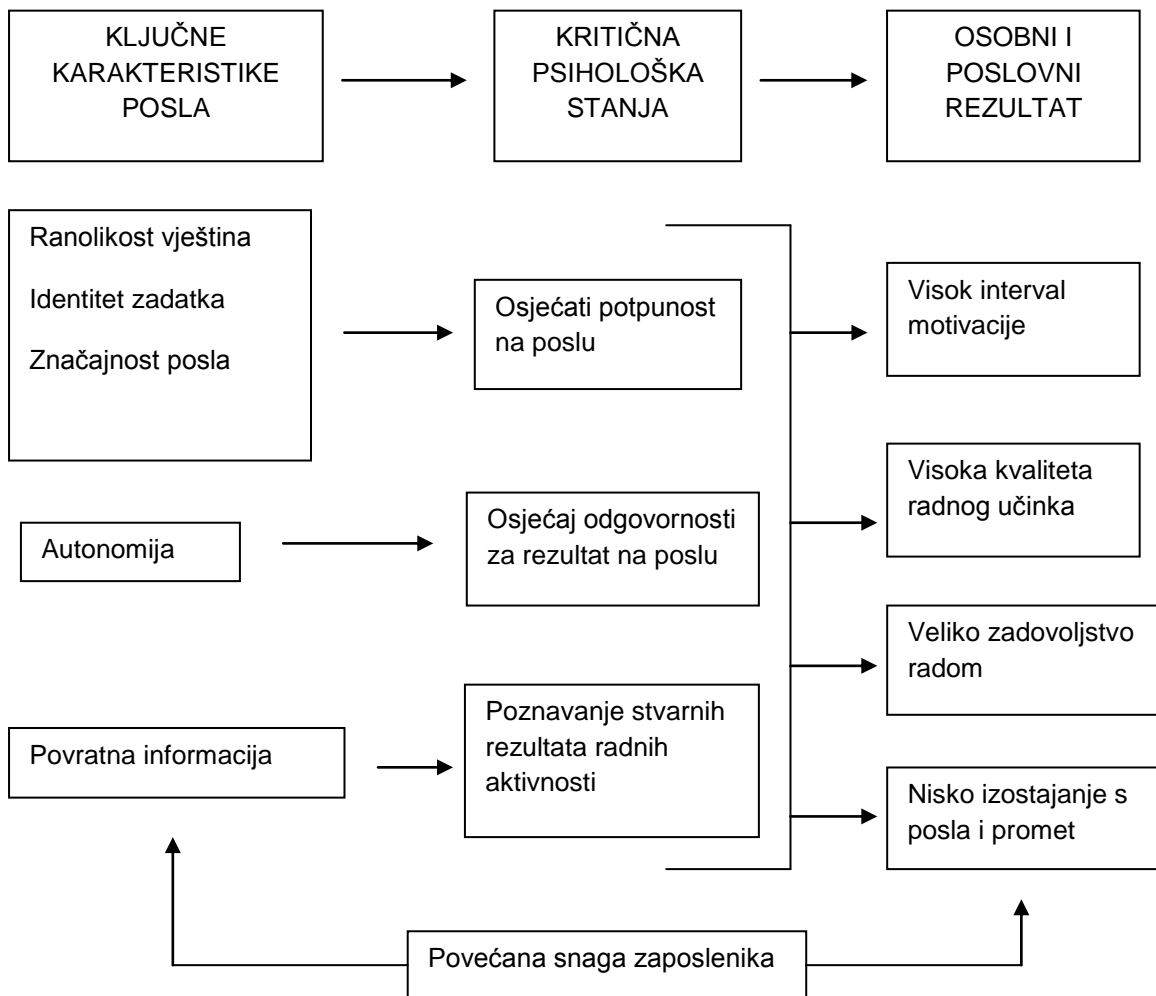 KLJUČNE
KARAKTERISTIKE
POSLA
KRITIČNA
PSIHOLOŠKA
STANJA
OSOBNI I
POSLOVNI
REZULTAT
Ranolikost vještina
Identitet zadatka
Značajnost posla
Osjećati potpunost
na poslu
Visok interval
motivacije
Autonomija
Osjećaj odgovornosti
za rezultat na poslu
Visoka kvaliteta
radnog učinka
Veliko zadovoljstvo
radom
Povratna informacija
Poznavanje stvarnih
rezultata radnih
aktivnosti
Nisko izostajanje s
posla i promet
Povećana snaga zaposlenika